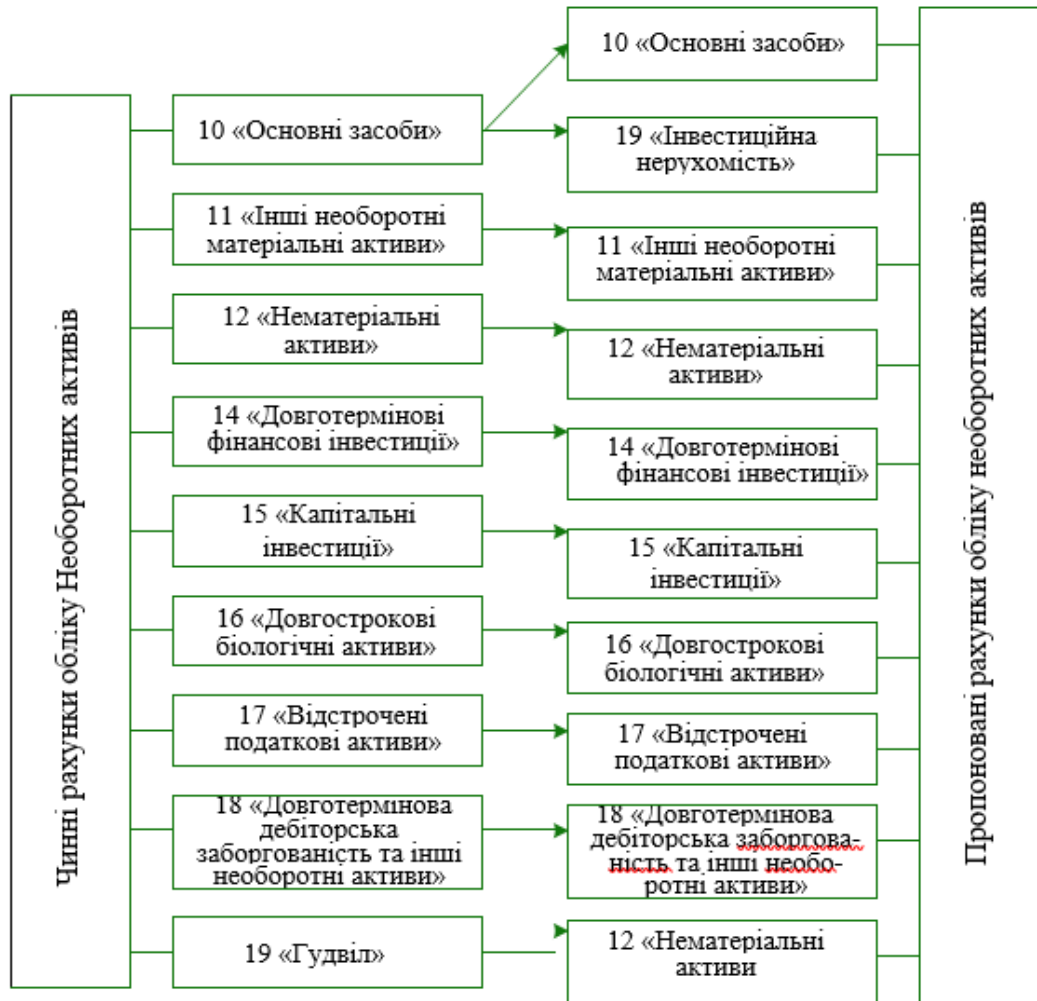 Чинні рахунки обліку Необоротних активів
10 «Основні засоби»
11 «Інші необоротні
матеріальні активи»
12 «Нематеріальні
активи»
14 «Довготермінові
фінансові інвестиції»
15 «Капітальні
інвестиції»
16 «Довгострокові
біологічні активи»
17 «Відстрочені
податкові активи»
18 «Довготермінова
дебіторська
заборгованість та інші
необоротні активи»
19 «Гудвіл»
10 «Основні засоби»
19 «Інвестиційна
нерухомість»
11 «Інші необоротні
матеріальні активи»
12 «Нематеріальні
активи»
14 «Довготермінові
фінансові інвестиції»
15 «Капітальні
інвестиції»
16 «Довгострокові
біологічні активи»
17 «Відстрочені
податкові активи»
18 «Довготермінова
дебіторська заборгова-
ність та інші необо-
ротні активи»
12 «Нематеріальні
активи
Пропоновані рахунки обліку необоротних активів